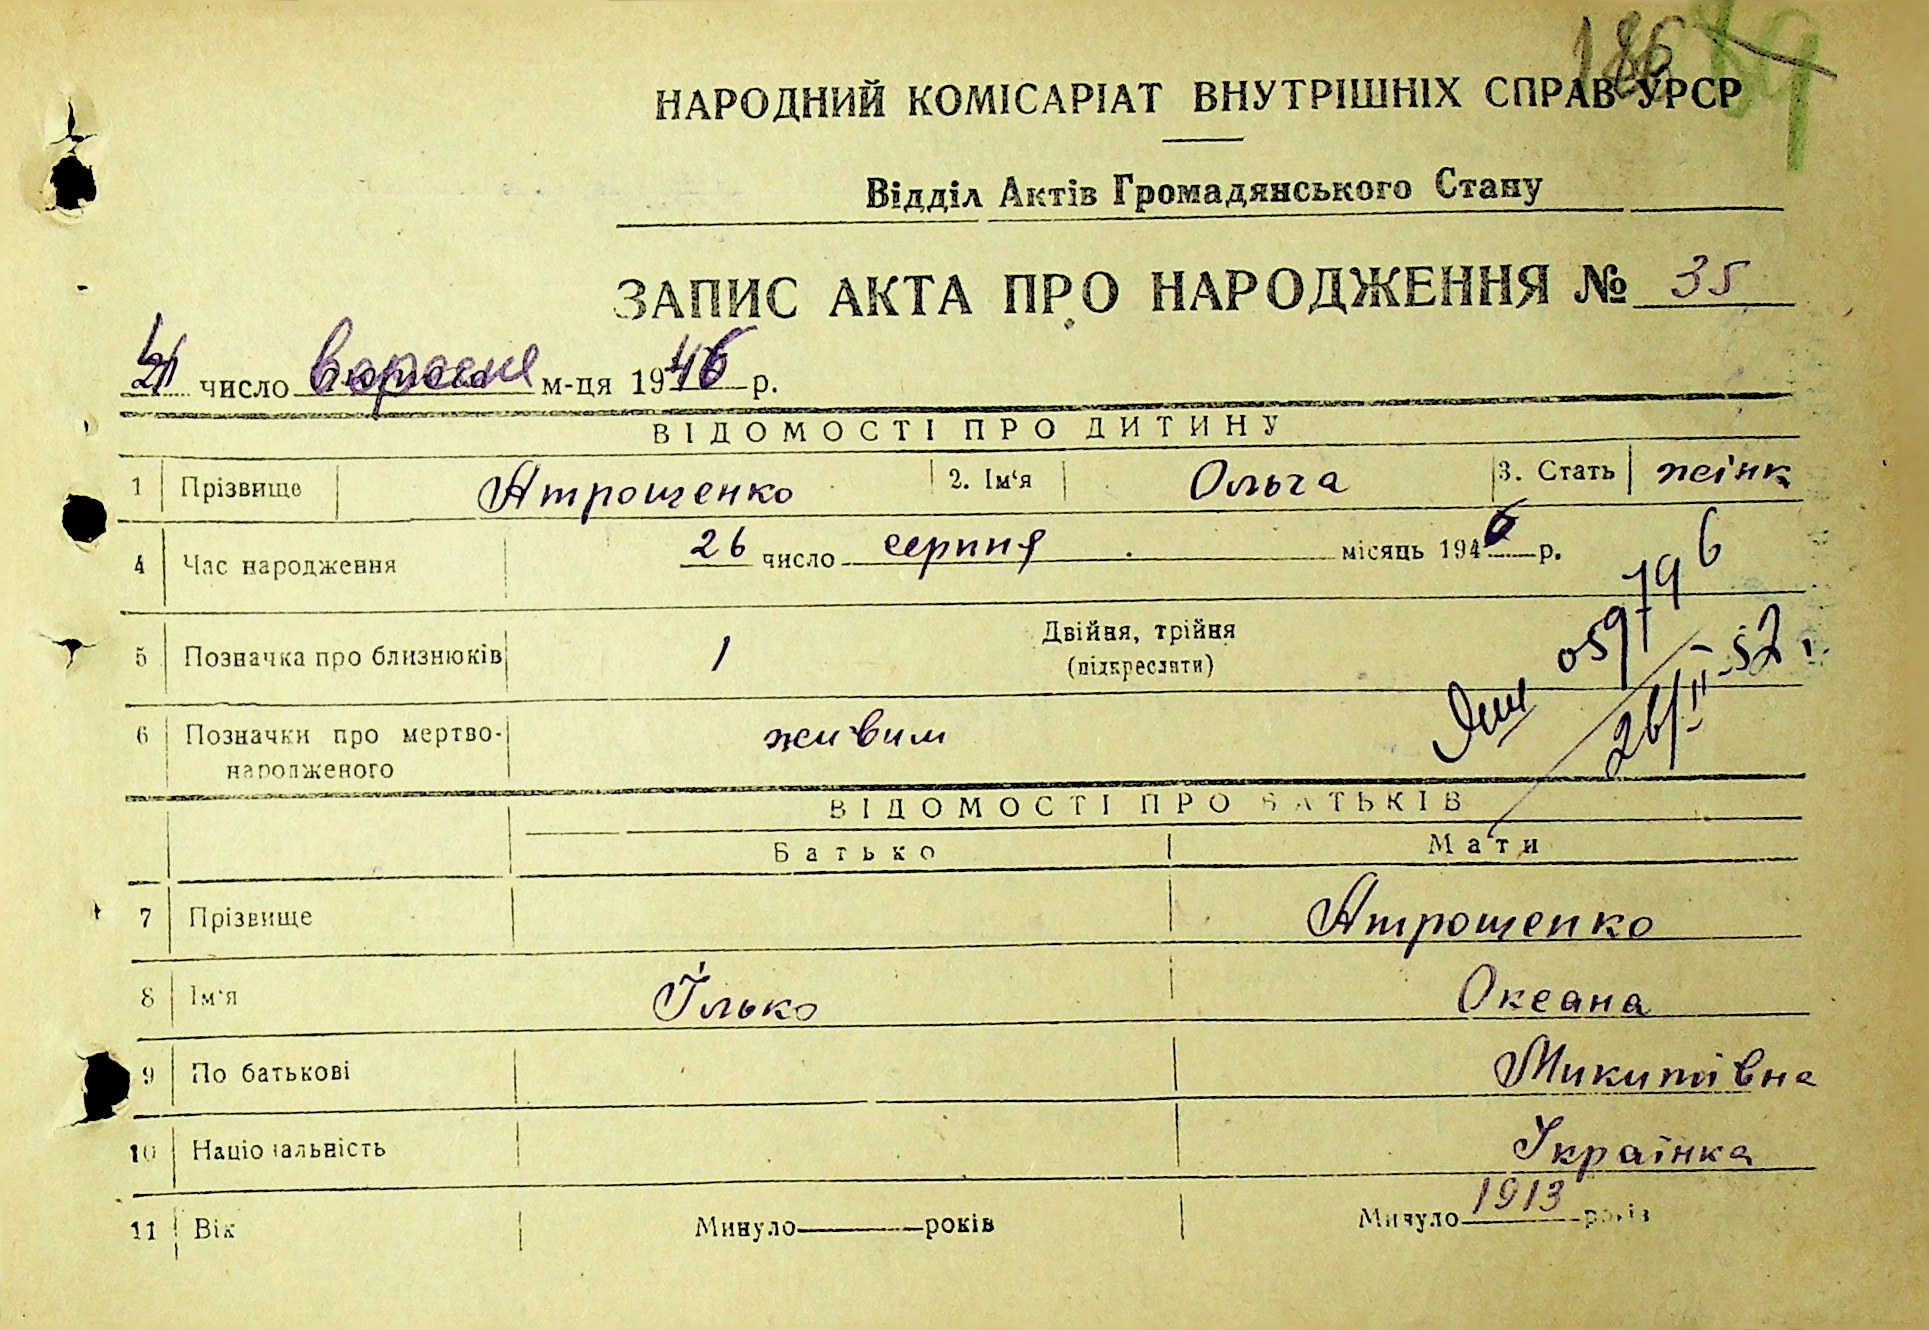 186
НАРОДНИЙ КОМІСАРІАТ ВНУТРІШНІХ СПРАВ УРСР
Відділ Актів Громадянського Стану
ЗАПИС АКТА ПРО НАРОДЖЕННЯ № 35
число вересня м-ця 1946 р.
ВІДОМОСТІ ПРО ДИТИНУ
1 Прізвище Атрощенко 2. Ім'я Ольга 3. Стать жінк
4 Час народження 26 число серпня місяць 1946 р.
5 Позначка про близнюків 1 Двійня, трійня
(підкреслити)
6 Позначки про мертво-
народженого живим
059796
26/II-52
ВІДОМОСТІ ПРО БАТЬКІВ
Батько Мати
7 Прізвище Атрощенко
8 Ім'я Ілько Оксана
9 По батькові Микитівна
10 Національність Українка
11 Вік Минуло років Минуло 1913 років